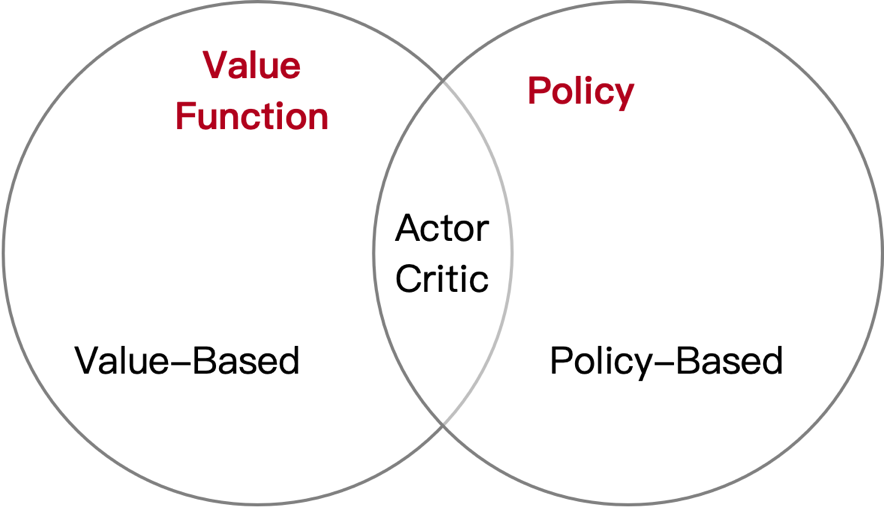 Value
Function
Policy
Actor
Critic
Value–Based
Policy–Based